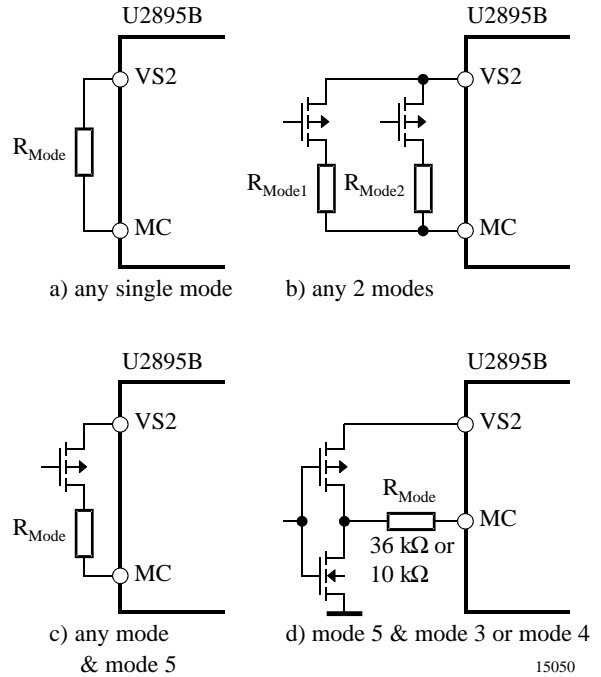 U2895B
VS2
R_Mode
MC
a) any single mode
U2895B
VS2
R_Mode1
R_Mode2
MC
b) any 2 modes
U2895B
VS2
R_Mode
MC
c) any mode
& mode 5
U2895B
VS2
R_Mode
MC
36 kΩ or
10 kΩ
d) mode 5 & mode 3 or mode 4
15050